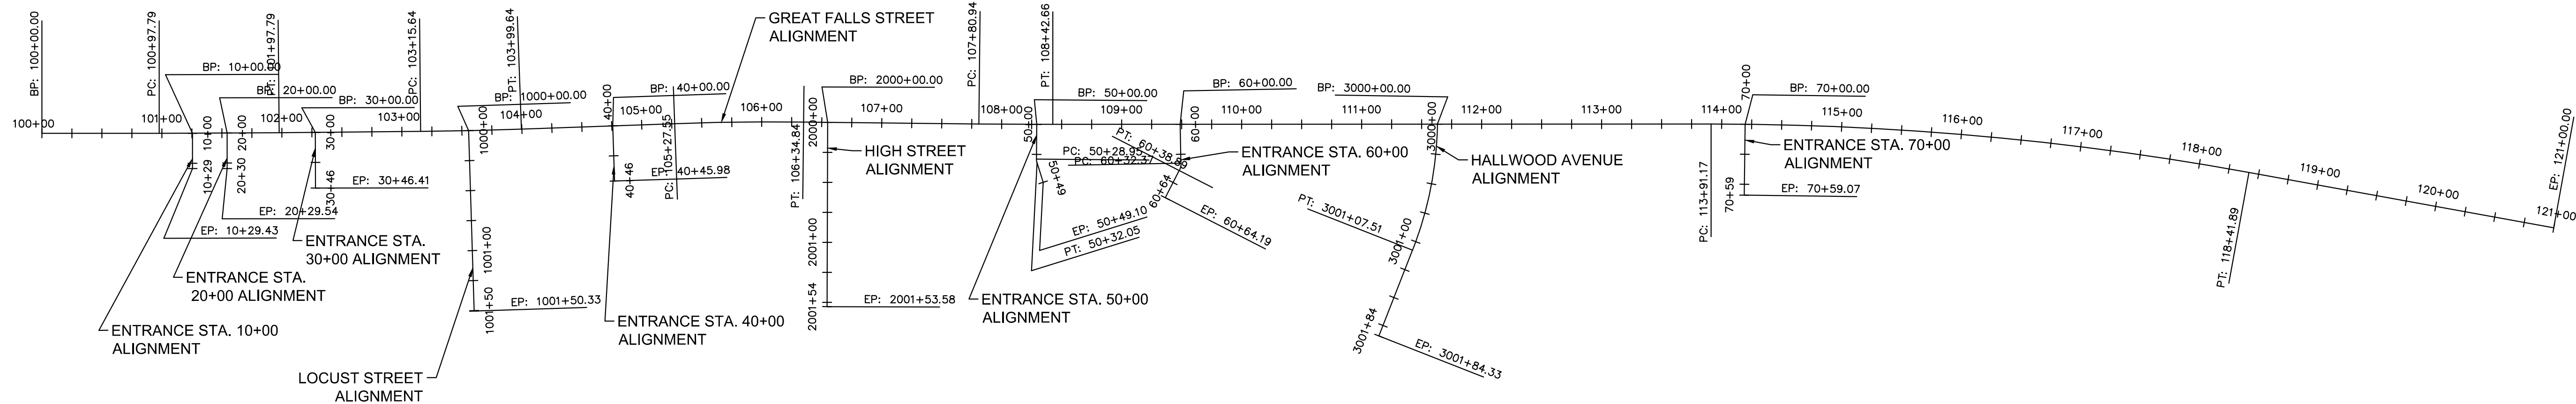 BP: 100+00.00
PC: 100+97.79
PT: 101+97.79
PC: 103+15.64
PT: 103+99.64
GREAT FALLS STREET
ALIGNMENT
PC: 107+80.94
PT: 108+42.66
BP: 10+00.00
BP: 20+00.00
BP: 30+00.00
BP: 1000+00.00
BP: 40+00.00
BP: 2000+00.00
BP: 50+00.00
BP: 60+00.00
BP: 3000+00.00
BP: 70+00.00
100+00
101+00
102+00
103+00
104+00
105+00
106+00
107+00
108+00
109+00
110+00
111+00
112+00
113+00
114+00
115+00
116+00
117+00
118+00
119+00
120+00
121+00
EP: 121+00.00
10+00
20+00
30+00
1000+00
40+00
2000+00
50+00
60+00
3000+00
70+00
10+29
20+30
30+46
EP: 30+46.41
EP: 20+29.54
EP: 10+29.43
40+46
EP: 40+45.98
PC: 105+27.55
PT: 106+34.84
HIGH STREET
ALIGNMENT
PC: 50+28.95
PC: 60+32.37
PT: 60+38.89
50+49
60+64
ENTRANCE STA. 60+00
ALIGNMENT
HALLWOOD AVENUE
ALIGNMENT
ENTRANCE STA. 70+00
ALIGNMENT
70+59
EP: 70+59.07
PC: 113+91.17
PT: 118+41.89
EP: 50+49.10
PT: 50+32.05
EP: 60+64.19
PT: 3001+07.51
3001+00
ENTRANCE STA.
30+00 ALIGNMENT
ENTRANCE STA.
20+00 ALIGNMENT
ENTRANCE STA. 10+00
ALIGNMENT
1001+00
1001+50
EP: 1001+50.33
LOCUST STREET
ALIGNMENT
ENTRANCE STA. 40+00
ALIGNMENT
2001+00
2001+54
EP: 2001+53.58
ENTRANCE STA. 50+00
ALIGNMENT
3001+84
EP: 3001+84.33